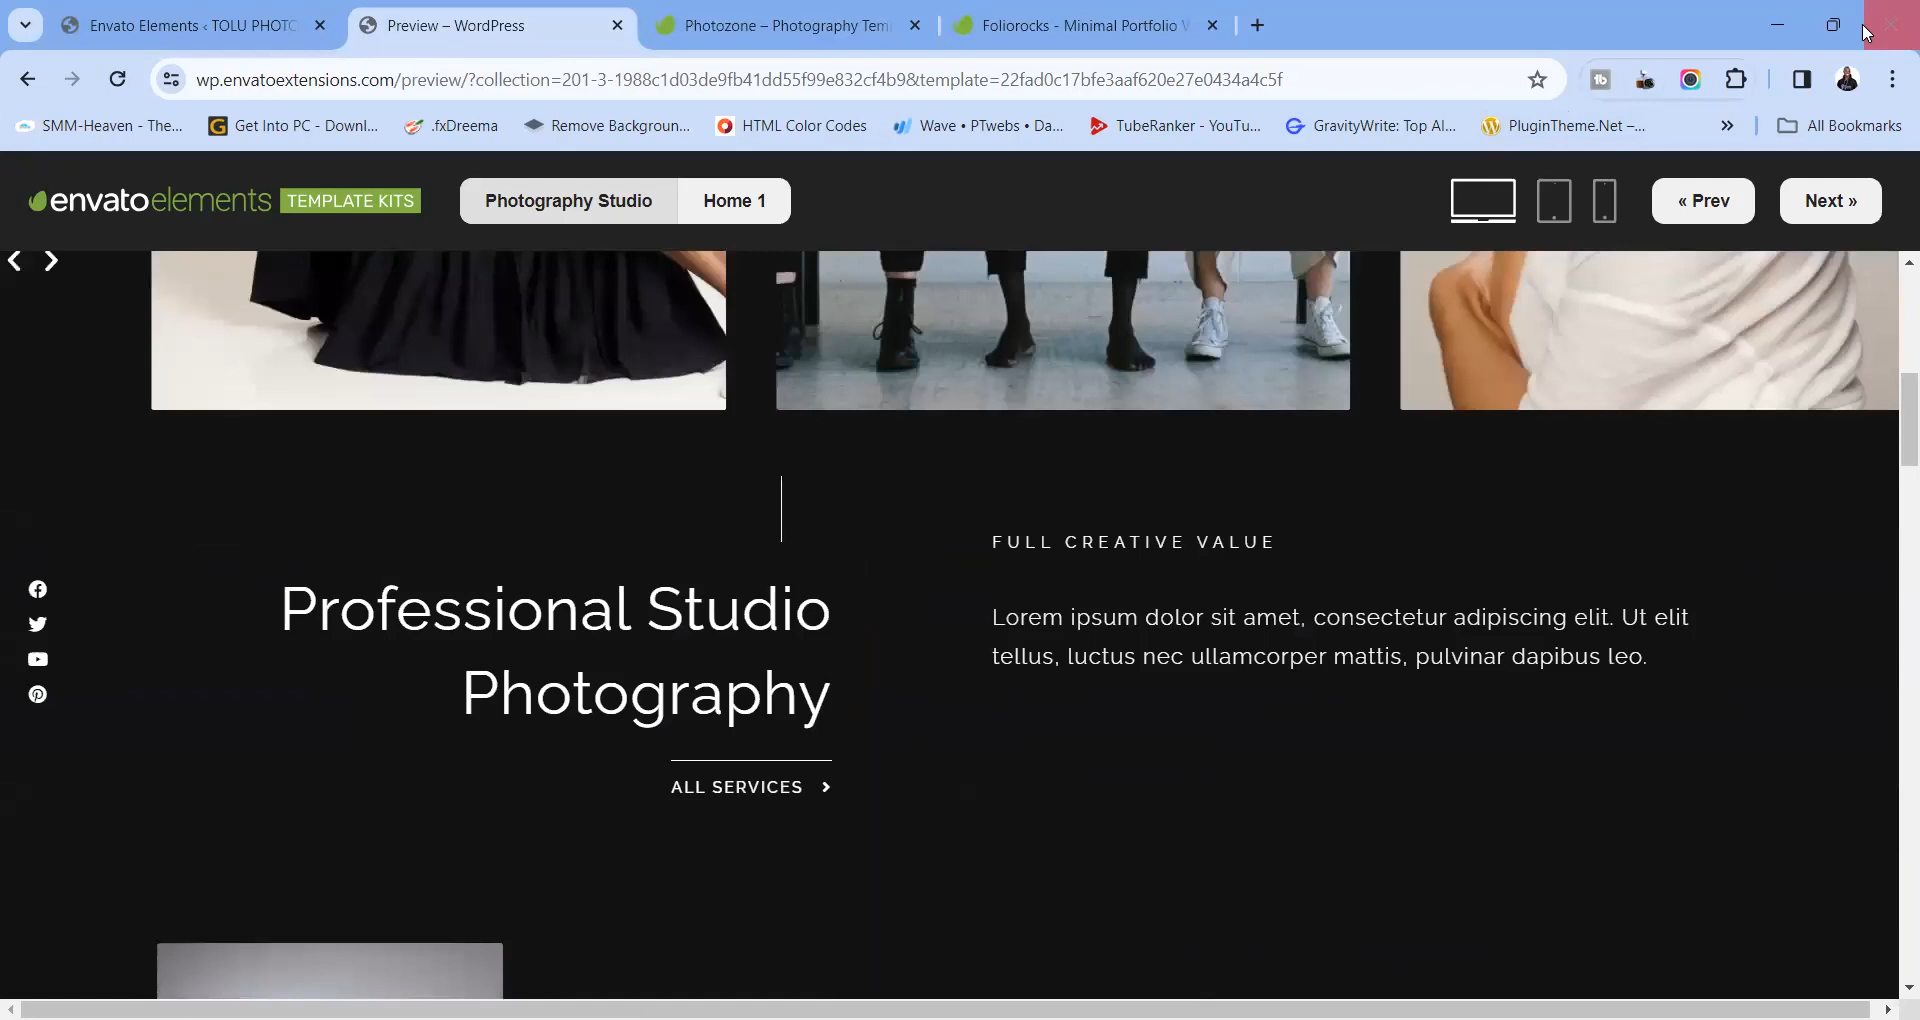 Envato Elements ‹ TOLU PHOTO
Preview – WordPress
Photozone – Photography Tem
Foliorocks - Minimal Portfolio W
wp.envatoextensions.com/preview/?collection=201-3-1988c1d03de9fb41dd55f99e832cf4b9&template=22fad0c17bfe3aaf620e27e0434a4c5f
SMM-Heaven - The...
Get Into PC - Downl...
.fxDreema
Remove Backgroun...
HTML Color Codes
Wave • PTwebs • Da...
TubeRanker - YouTu...
GravityWrite: Top AI...
PluginTheme.Net –...
»
All Bookmarks
envatoelements TEMPLATE KITS
Photography Studio
Home 1
« Prev
Next »
FULL CREATIVE VALUE
Professional Studio
Photography
Lorem ipsum dolor sit amet, consectetur adipiscing elit. Ut elit
tellus, luctus nec ullamcorper mattis, pulvinar dapibus leo.
ALL SERVICES